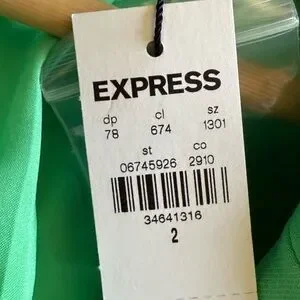 EXPRESS
dp cl sz
78 674 1301
st co
06745926 2910
34641316
2